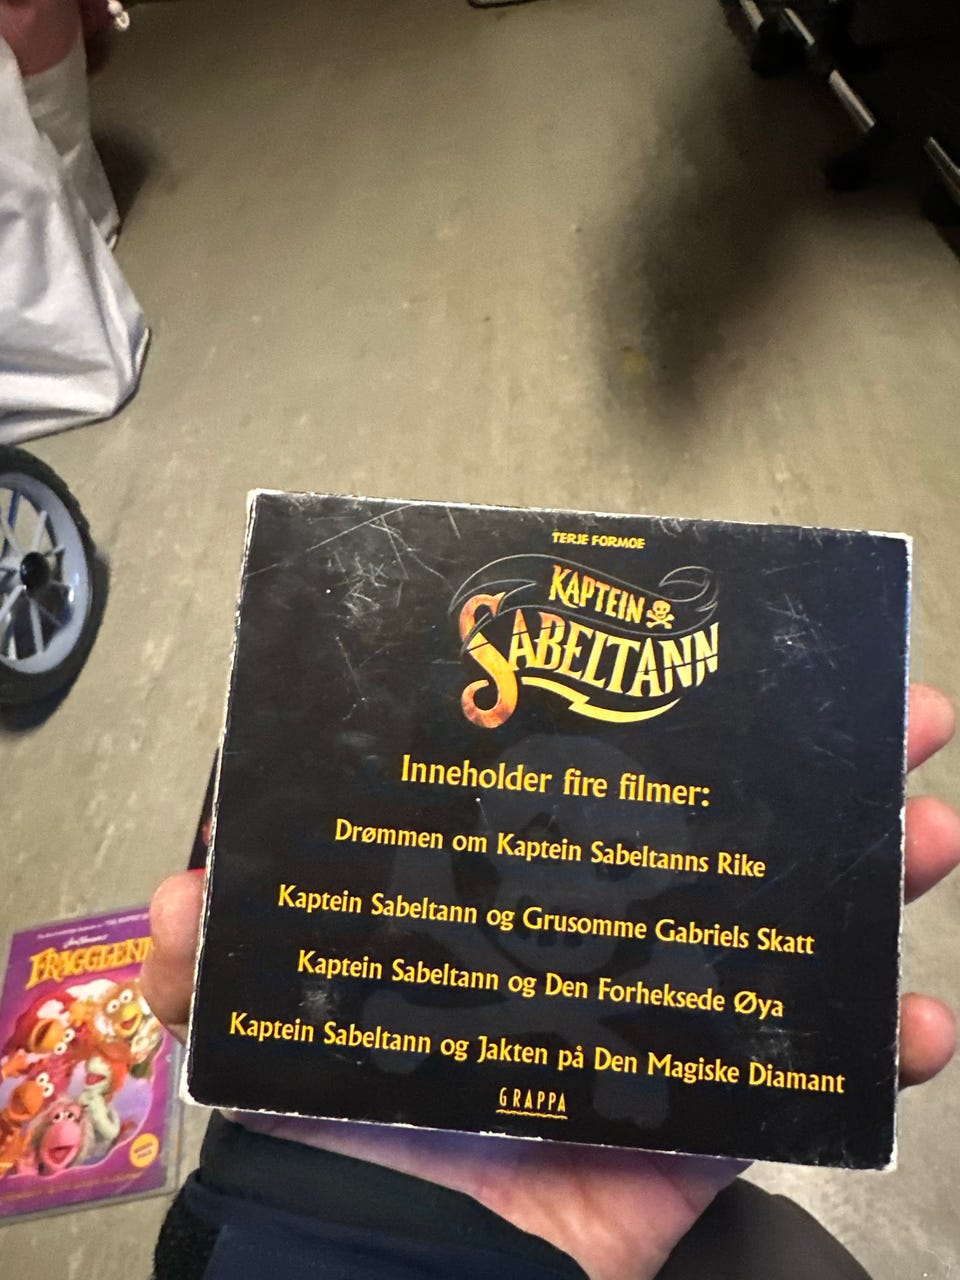 TERJE FORMOE
KAPTEIN
SABELTANN
Inneholder fire filmer:
Drømmen om Kaptein Sabeltanns Rike
Kaptein Sabeltann og Grusomme Gabriels Skatt
Kaptein Sabeltann og Den Forheksede Øya
Kaptein Sabeltann og Jakten på Den Magiske Diamant
GRAPPA
FRAGGLENE